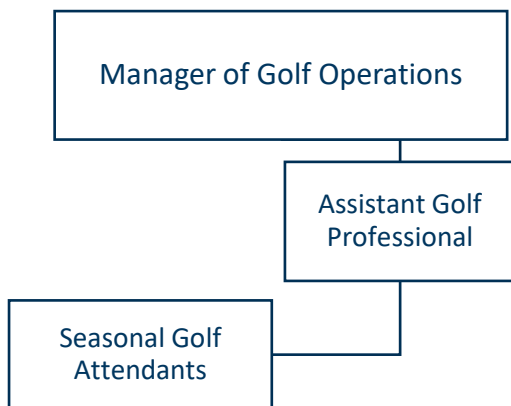 Manager of Golf Operations
Assistant Golf
Professional
Seasonal Golf
Attendants